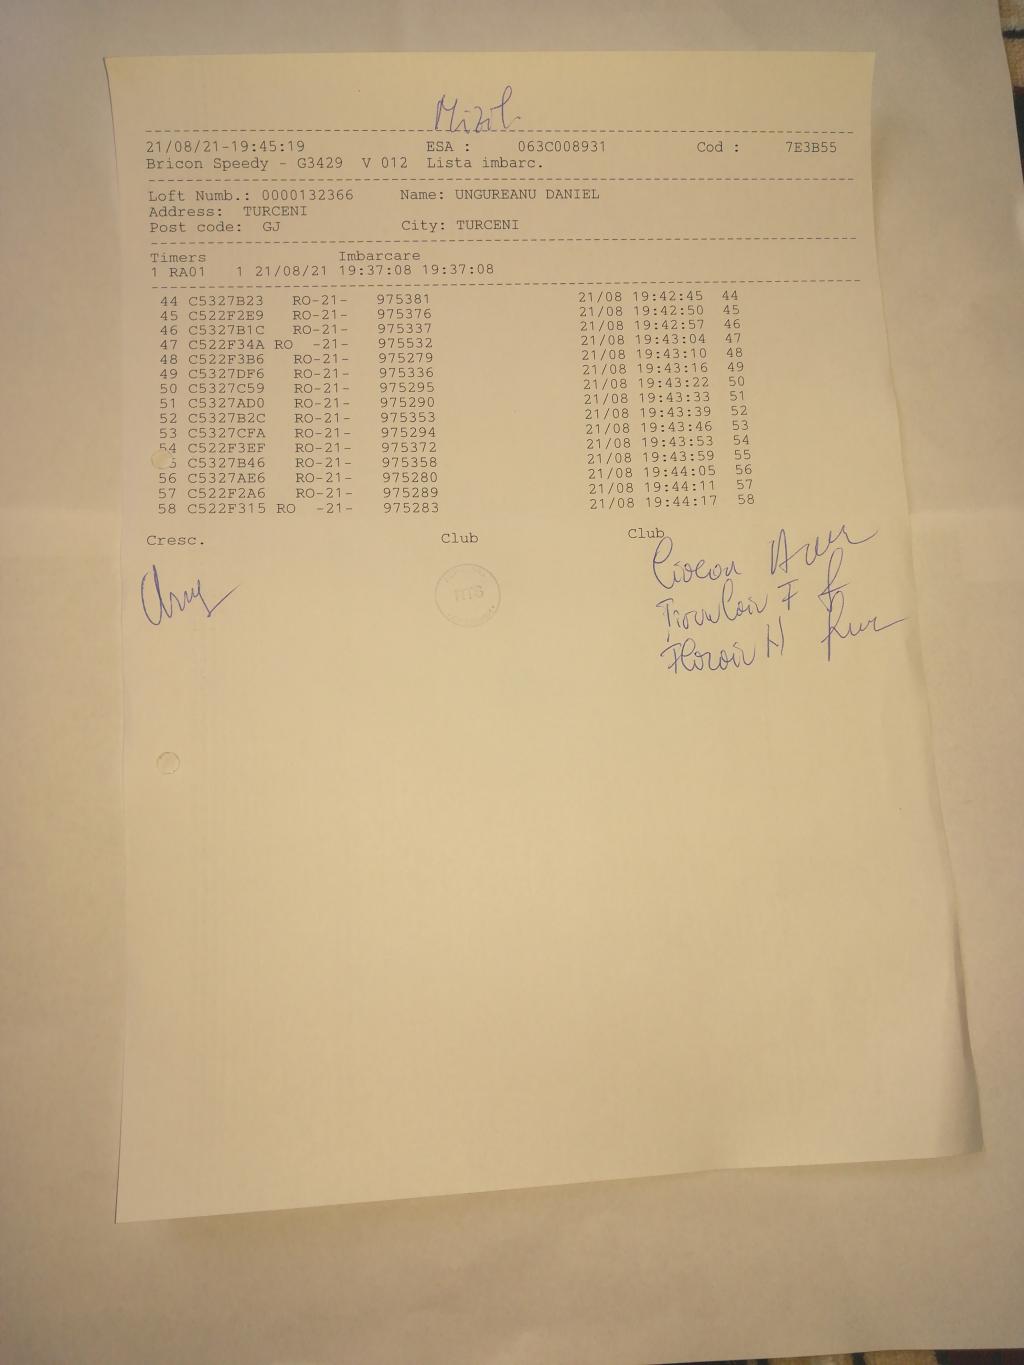 Mizil
21/08/21-19:45:19 ESA : 063C008931 Cod : 7E3B55
Bricon Speedy - G3429 V 012 Lista imbarc.
Loft Numb.: 0000132366 Name: UNGUREANU DANIEL
Address: TURCENI
Post code: GJ City: TURCENI
Timers Imbarcare
1 RA01 1 21/08/21 19:37:08 19:37:08
44 C5327B23 RO-21- 975381 21/08 19:42:45 44
45 C522F2E9 RO-21- 975376 21/08 19:42:50 45
46 C5327B1C RO-21- 975337 21/08 19:42:57 46
47 C522F34A RO -21- 975532 21/08 19:43:04 47
48 C522F3B6 RO-21- 975279 21/08 19:43:10 48
49 C5327DF6 RO-21- 975336 21/08 19:43:16 49
50 C5327C59 RO-21- 975295 21/08 19:43:22 50
51 C5327AD0 RO-21- 975290 21/08 19:43:33 51
52 C5327B2C RO-21- 975353 21/08 19:43:39 52
53 C5327CFA RO-21- 975294 21/08 19:43:46 53
54 C522F3EF RO-21- 975372 21/08 19:43:53 54
5 C5327B46 RO-21- 975358 21/08 19:43:59 55
56 C5327AE6 RO-21- 975280 21/08 19:44:05 56
57 C522F2A6 RO-21- 975289 21/08 19:44:11 57
58 C522F315 RO -21- 975283 21/08 19:44:17 58
Cresc. Club Club